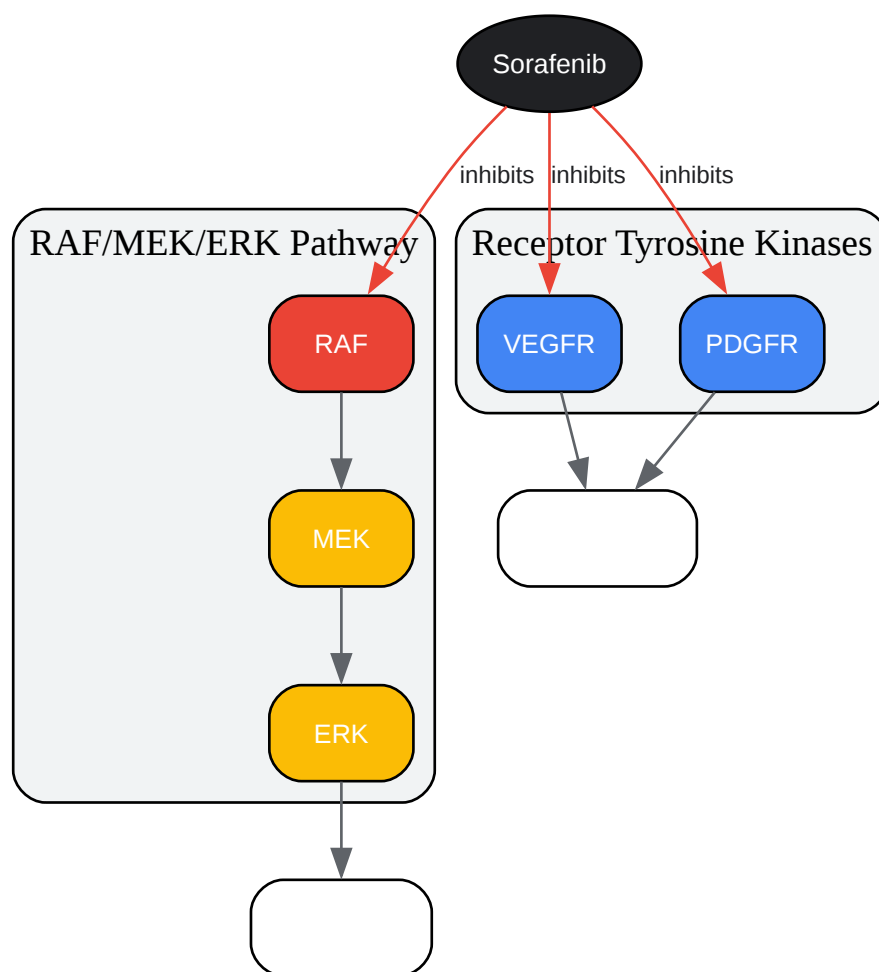 Sorafenib
inhibits
inhibits
inhibits
RAF/MEK/ERK Pathway
Receptor Tyrosine Kinases
RAF
VEGFR
PDGFR
MEK
ERK